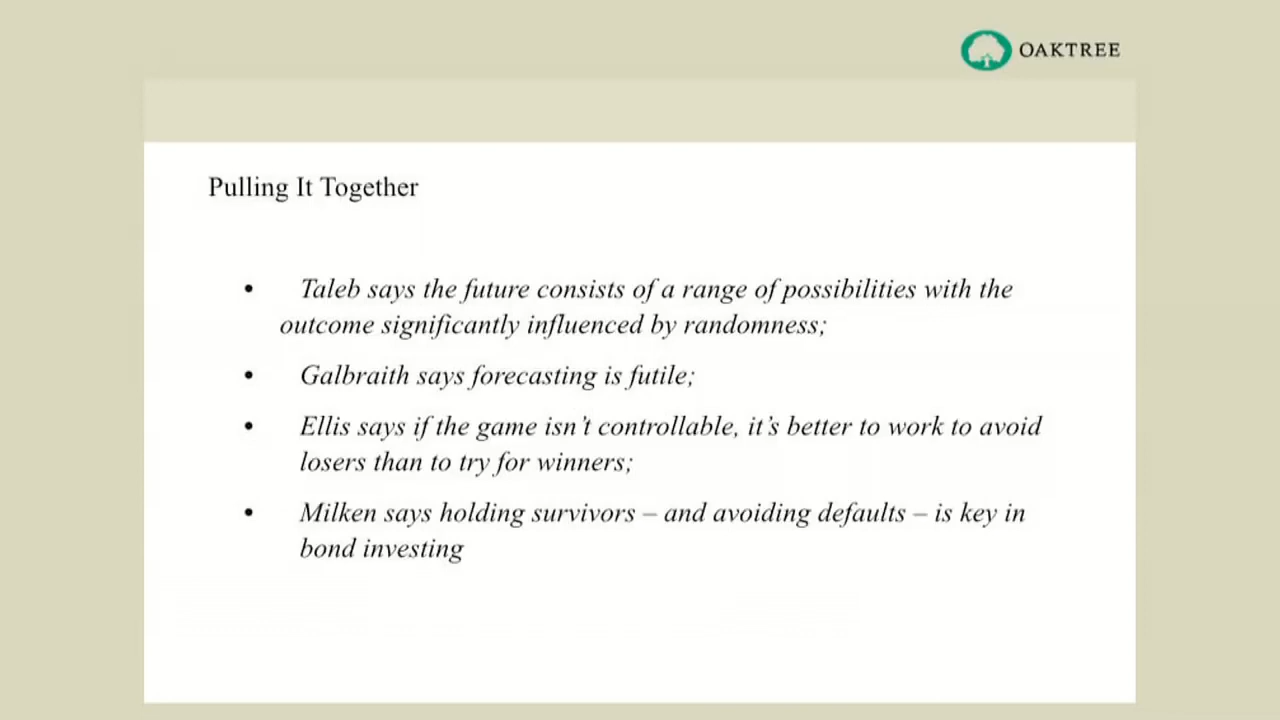 OAKTREE
Pulling It Together
• Taleb says the future consists of a range of possibilities with the
outcome significantly influenced by randomness;
• Galbraith says forecasting is futile;
• Ellis says if the game isn’t controllable, it’s better to work to avoid
losers than to try for winners;
• Milken says holding survivors – and avoiding defaults – is key in
bond investing